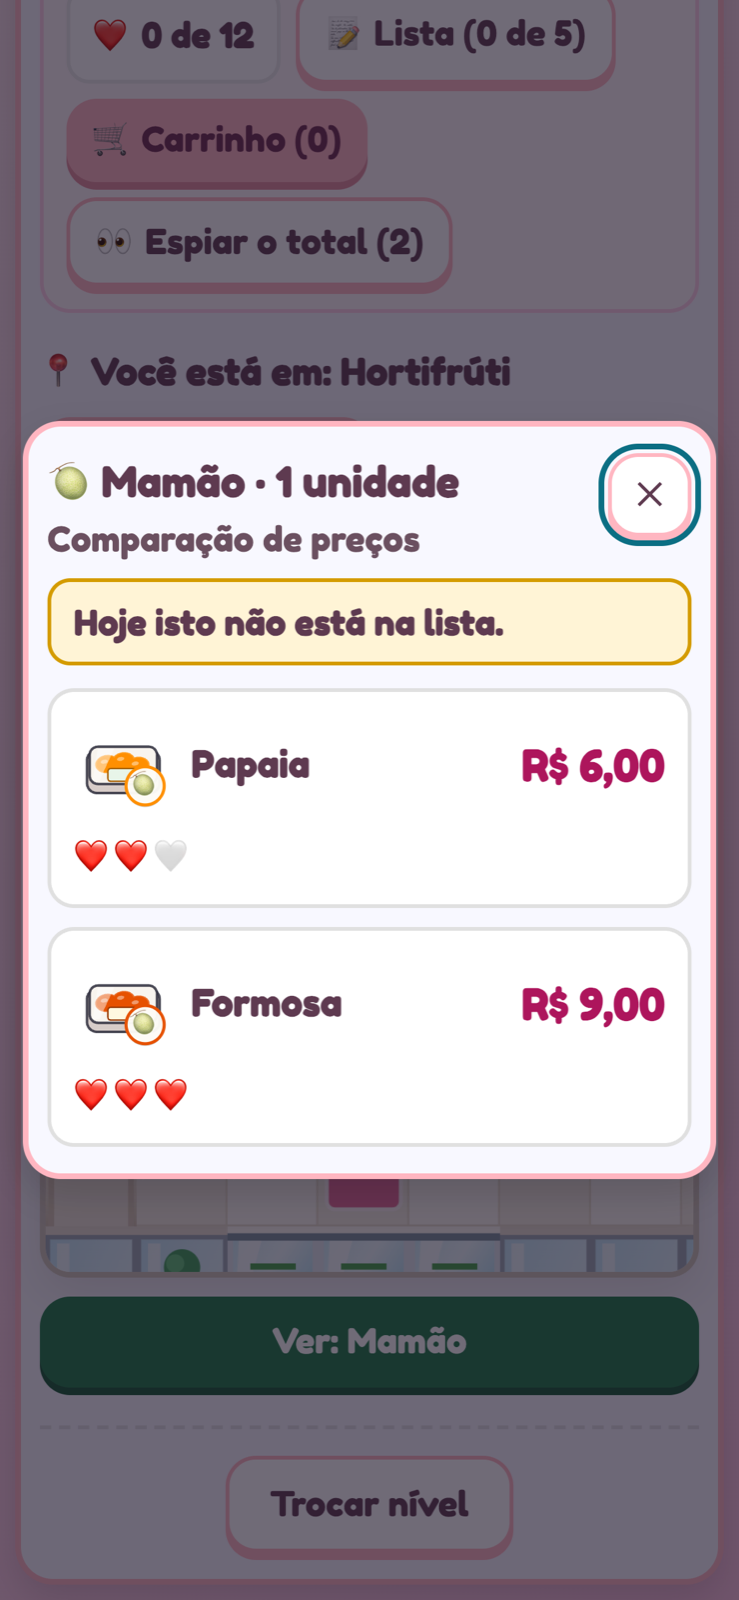 0 de 12
Lista (0 de 5)
Carrinho (0)
Espiar o total (2)
Você está em: Hortifrúti
Mamão · 1 unidade
Comparação de preços
Hoje isto não está na lista.
Papaia R$ 6,00
Formosa R$ 9,00
Ver: Mamão
Trocar nível